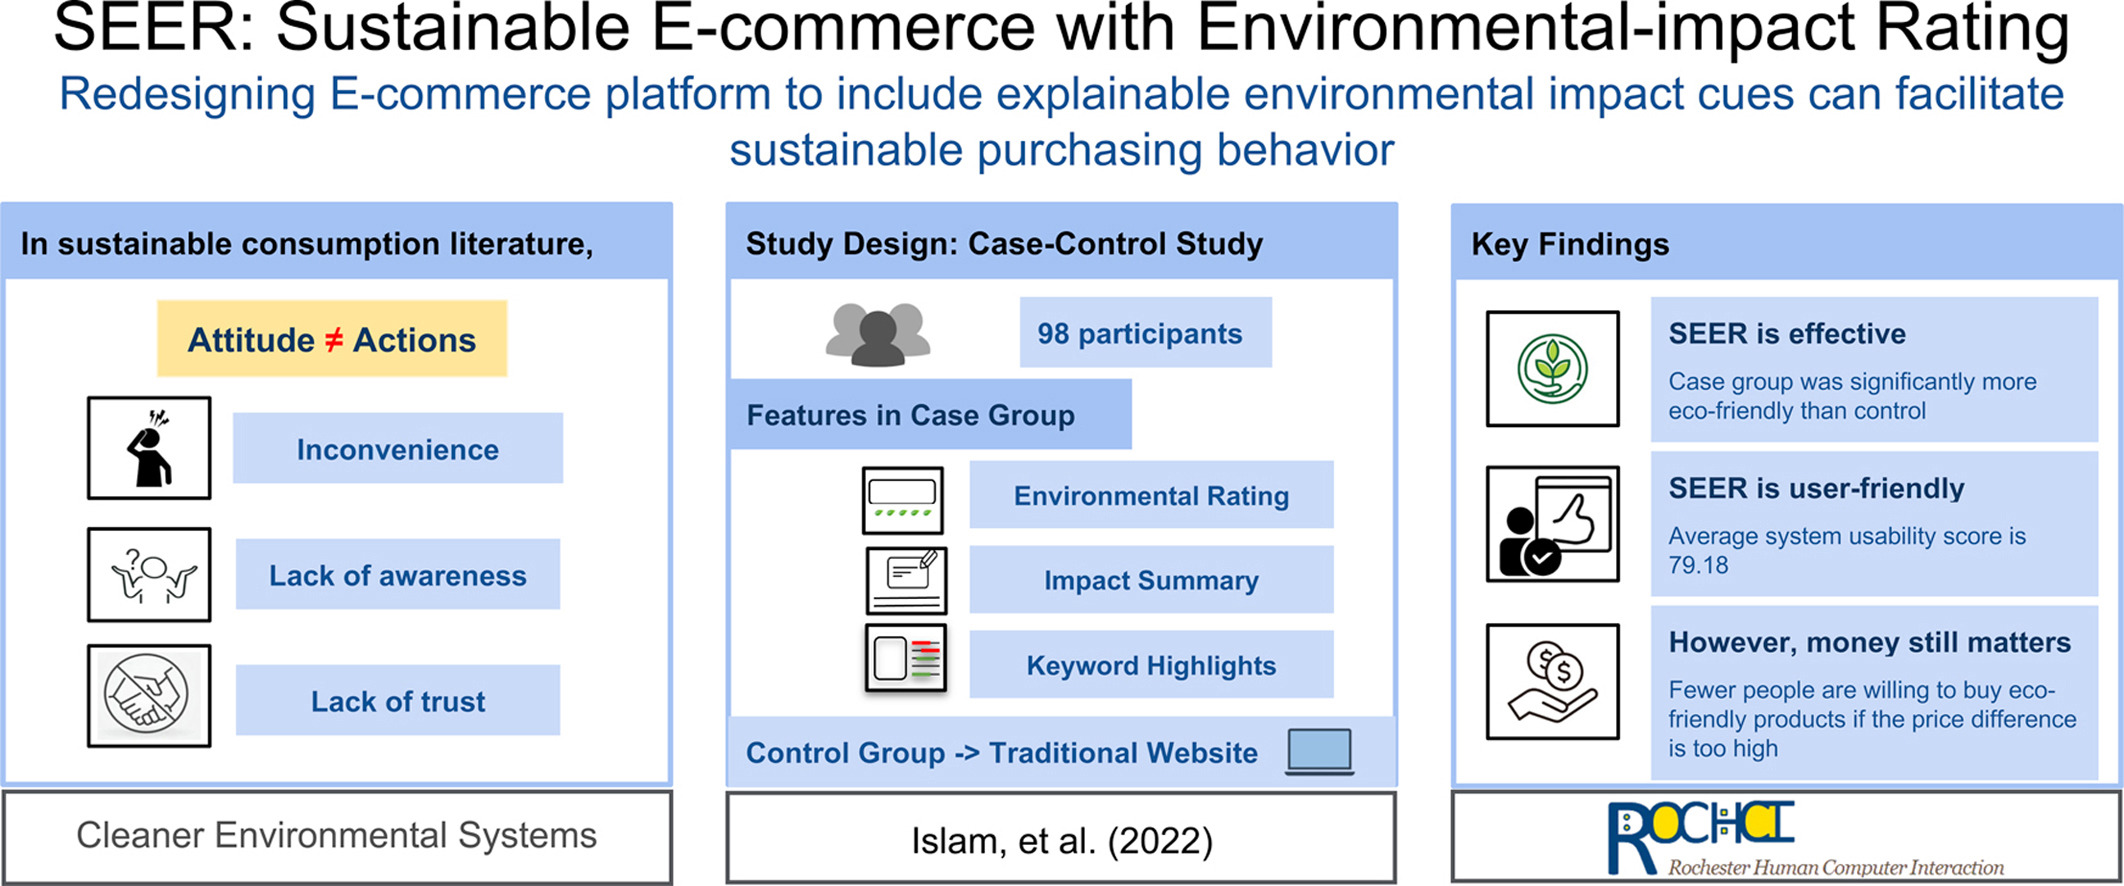 SEER: Sustainable E-commerce with Environmental-impact Rating
Redesigning E-commerce platform to include explainable environmental impact cues can facilitate
sustainable purchasing behavior
In sustainable consumption literature,
Attitude ≠ Actions
Inconvenience
?
Lack of awareness
Lack of trust
Study Design: Case-Control Study
98 participants
Features in Case Group
Environmental Rating
Impact Summary
Keyword Highlights
Control Group -> Traditional Website
Key Findings
SEER is effective
Case group was significantly more
eco-friendly than control
SEER is user-friendly
Average system usability score is
79.18
$
$
However, money still matters
Fewer people are willing to buy eco-
friendly products if the price difference
is too high
Cleaner Environmental Systems
Islam, et al. (2022)
ROCHCI
Rochester Human Computer Interaction